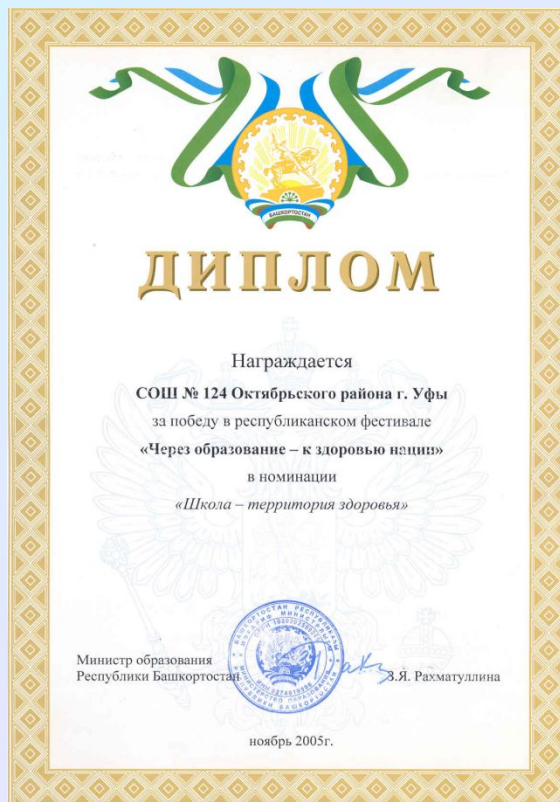 БАШКОРТОСТАН
ДИПЛОМ
Награждается
СОШ № 124 Октябрьского района г. Уфы
за победу в республиканском фестивале
«Через образование – к здоровью нации»
в номинации
«Школа – территория здоровья»
Министр образования
Республики Башкортостан
З.Я. Рахматуллина
ноябрь 2005г.